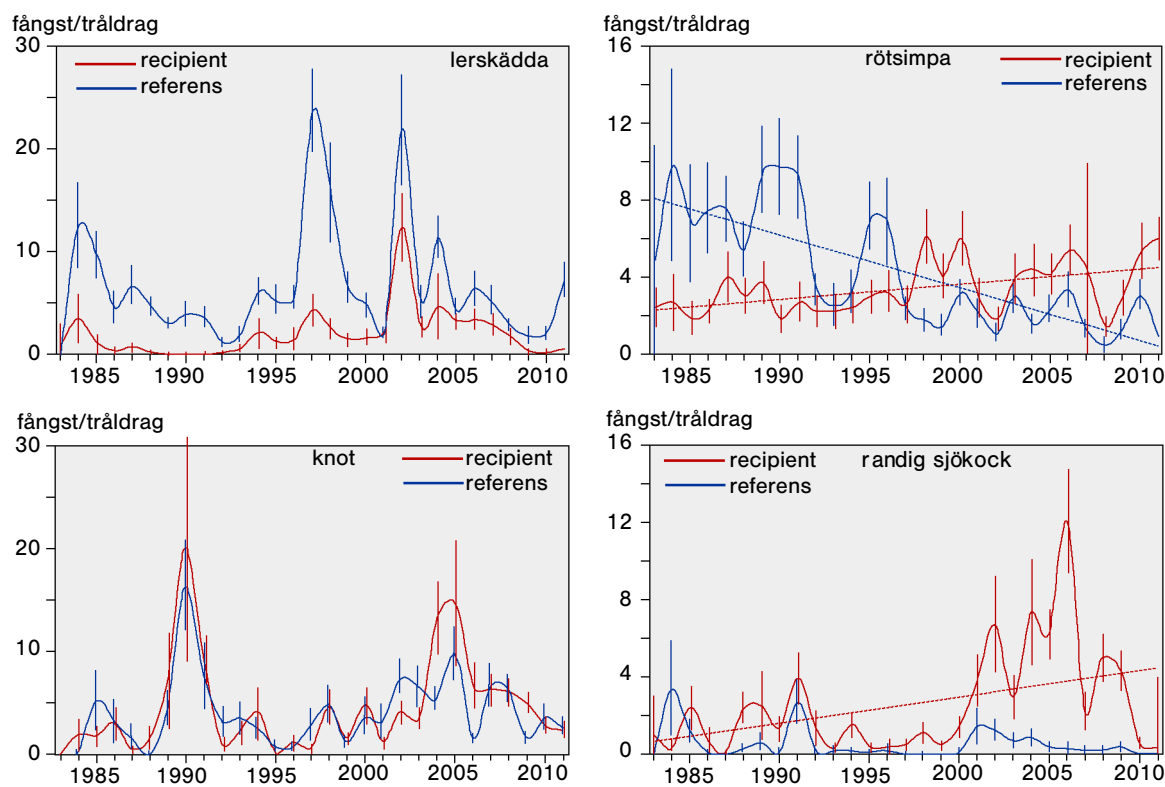 fångst/tråldrag
30
20
10
0
recipient
referens
lerskädda
1985 1990 1995 2000 2005 2010
fångst/tråldrag
16
12
8
4
0
rötsimpa
recipient
referens
1985 1990 1995 2000 2005 2010
fångst/tråldrag
30
20
10
0
knot
recipient
referens
1985 1990 1995 2000 2005 2010
fångst/tråldrag
16
12
8
4
0
recipient
referens
randig sjökock
1985 1990 1995 2000 2005 2010